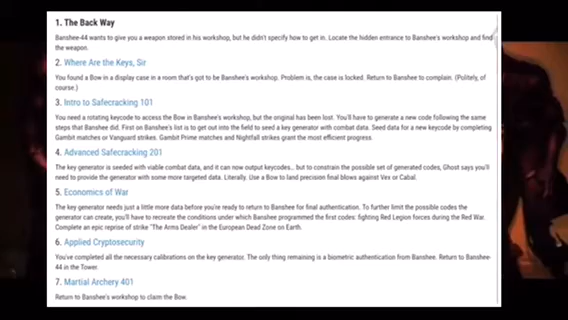 1. The Back Way
Banshee-44 wants to give you a weapon stored in his workshop, but he didn't specify how to get in. Locate the hidden entrance to Banshee's workshop and find
the weapon.
2. Where Are the Keys, Sir
You found a Bow in a display case in a room that's got to be Banshee's workshop. Problem is, the case is locked. Return to Banshee to complain. (Politely, of
course.)
3. Intro to Safecracking 101
You need a rotating keycode to access the Bow in Banshee's workshop, but the original has been lost. You'll have to generate a new code following the same
steps that Banshee did. First on Banshee's list is to get out into the field to seed a key generator with combat data. Seed data for a new keycode by completing
Gambit matches or Vanguard strikes. Gambit Prime matches and Nightfall strikes grant the most efficient progress.
4. Advanced Safecracking 201
The key generator is seeded with viable combat data, and it can now output keycodes... but to constrain the possible set of generated codes, Ghost says you'll
need to provide the generator with some more targeted data. Literally. Use a Bow to land precision final blows against Vex or Cabal.
5. Economics of War
The key generator needs just a little more data before you're ready to return to Banshee for final authentication. To further limit the possible codes the
generator can create, you'll have to recreate the conditions under which Banshee programmed the first codes: fighting Red Legion forces during the Red War.
Complete an epic reprise of strike "The Arms Dealer" in the European Dead Zone on Earth.
6. Applied Cryptosecurity
You've completed all the necessary calibrations on the key generator. The only thing remaining is a biometric authentication from Banshee. Return to Banshee-
44 in the Tower.
7. Martial Archery 401
Return to Banshee's workshop to claim the Bow.